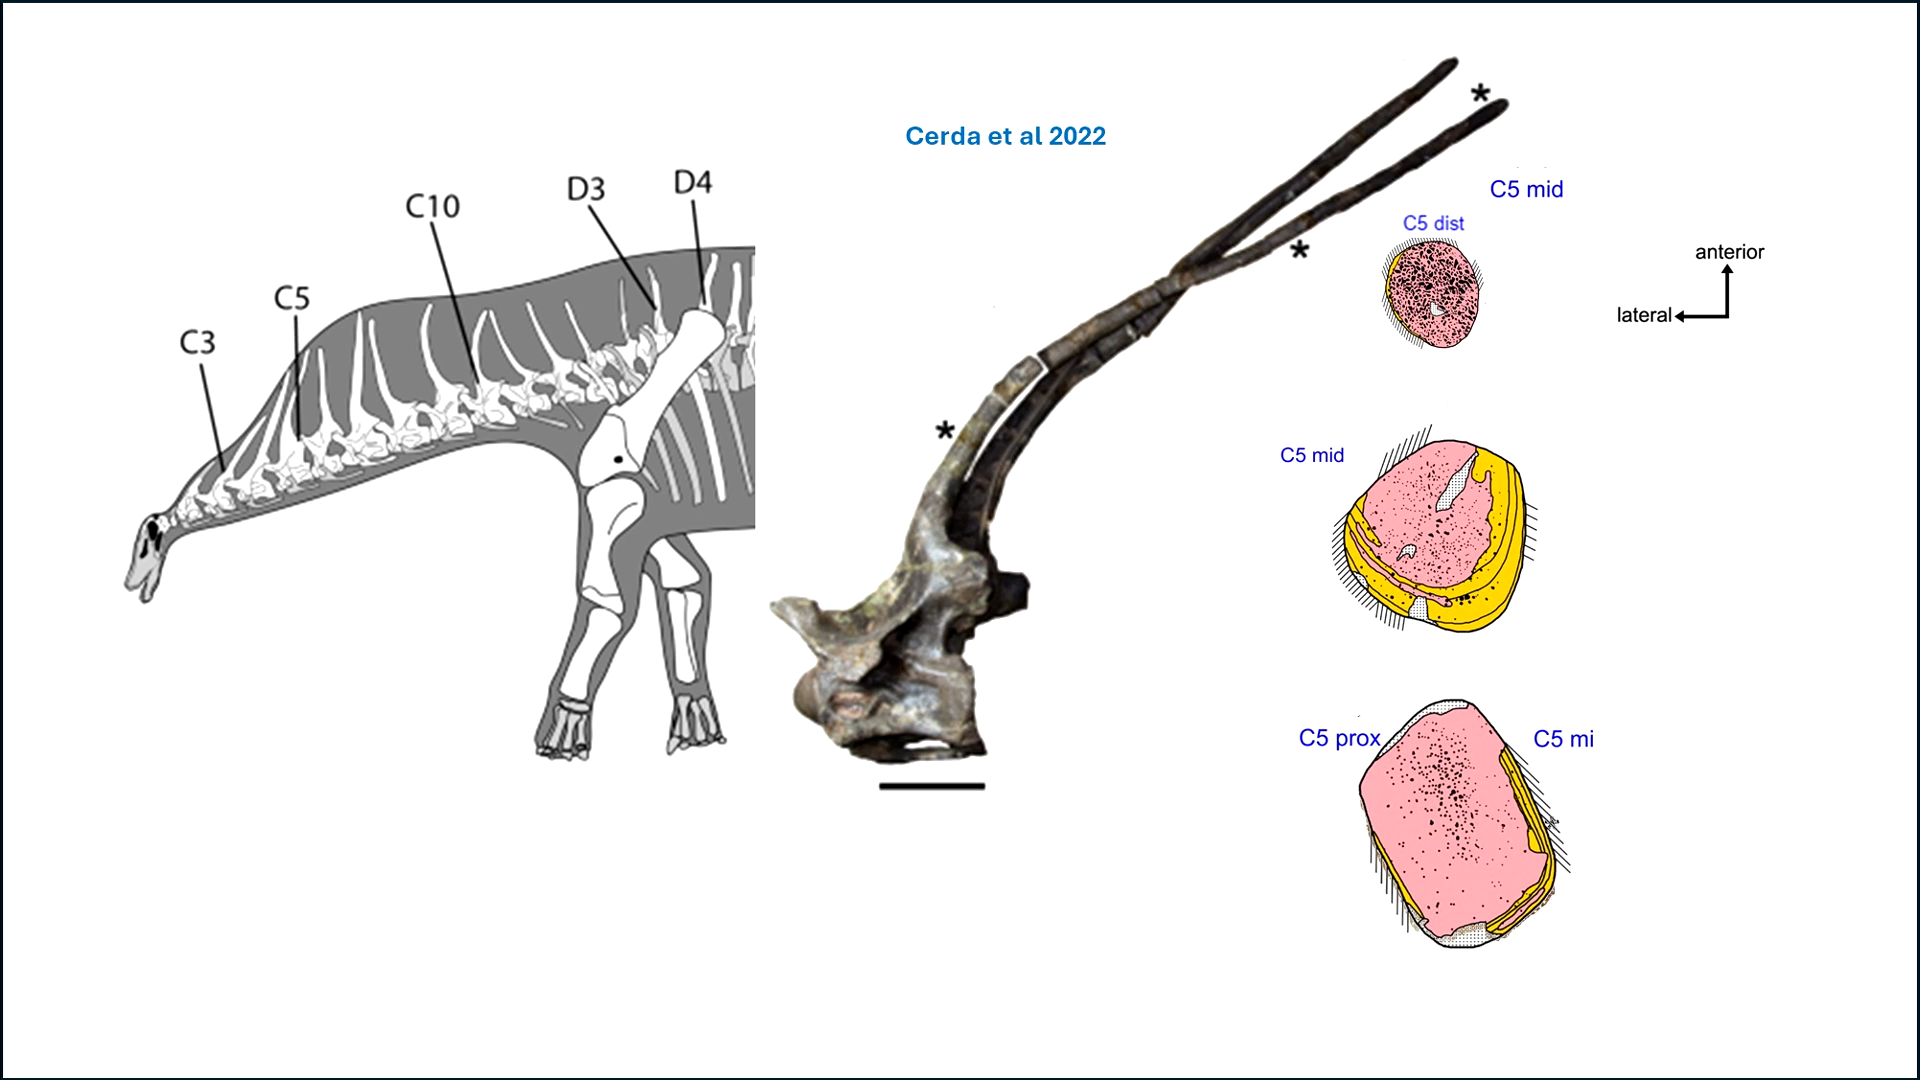 Cerda et al 2022
C3
C5
C10
D3
D4
*
*
*
C5 mid
C5 dist
anterior
lateral
C5 mid
C5 prox
C5 mi